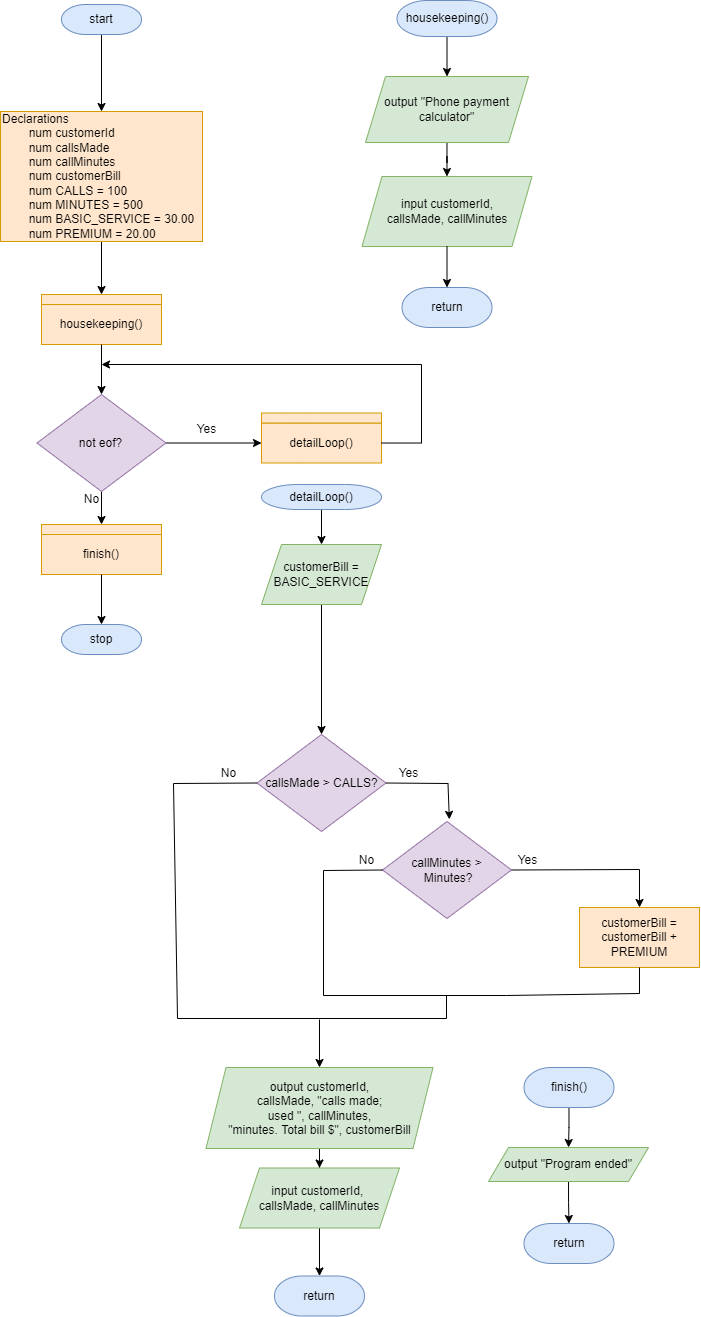 start
Declarations
num customerId
num callsMade
num callMinutes
num customerBill
num CALLS = 100
num MINUTES = 500
num BASIC_SERVICE = 30.00
num PREMIUM = 20.00
housekeeping()
not eof?
Yes
detailLoop()
No
finish()
stop
housekeeping()
output "Phone payment
calculator"
input customerId,
callsMade, callMinutes
return
detailLoop()
customerBill =
BASIC_SERVICE
callsMade > CALLS?
No
Yes
callMinutes >
Minutes?
No
Yes
customerBill =
customerBill +
PREMIUM
output customerId,
callsMade, "calls made;
used ", callMinutes,
"minutes. Total bill $", customerBill
input customerId,
callsMade, callMinutes
return
finish()
output "Program ended"
return